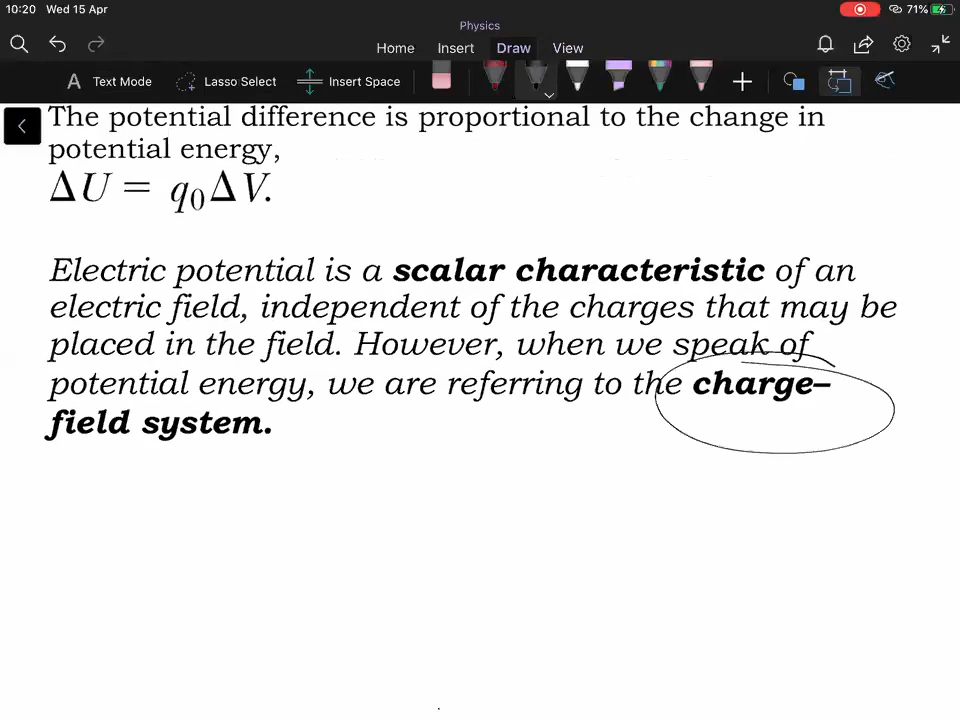 10:20 Wed 15 Apr
71%
Physics
Home Insert Draw View
Text Mode Lasso Select Insert Space
The potential difference is proportional to the change in
potential energy,
ΔU = q₀ΔV.
Electric potential is a scalar characteristic of an
electric field, independent of the charges that may be
placed in the field. However, when we speak of
potential energy, we are referring to the charge–
field system.